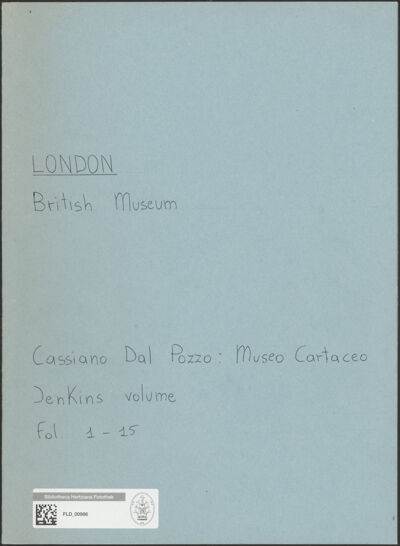 LONDON
British Museum
Cassiano Dal Pozzo: Museo Cartaceo
Jenkins volume
Fol. 1-15
Bibliotheca Hertziana Fotothek
FLD_00986